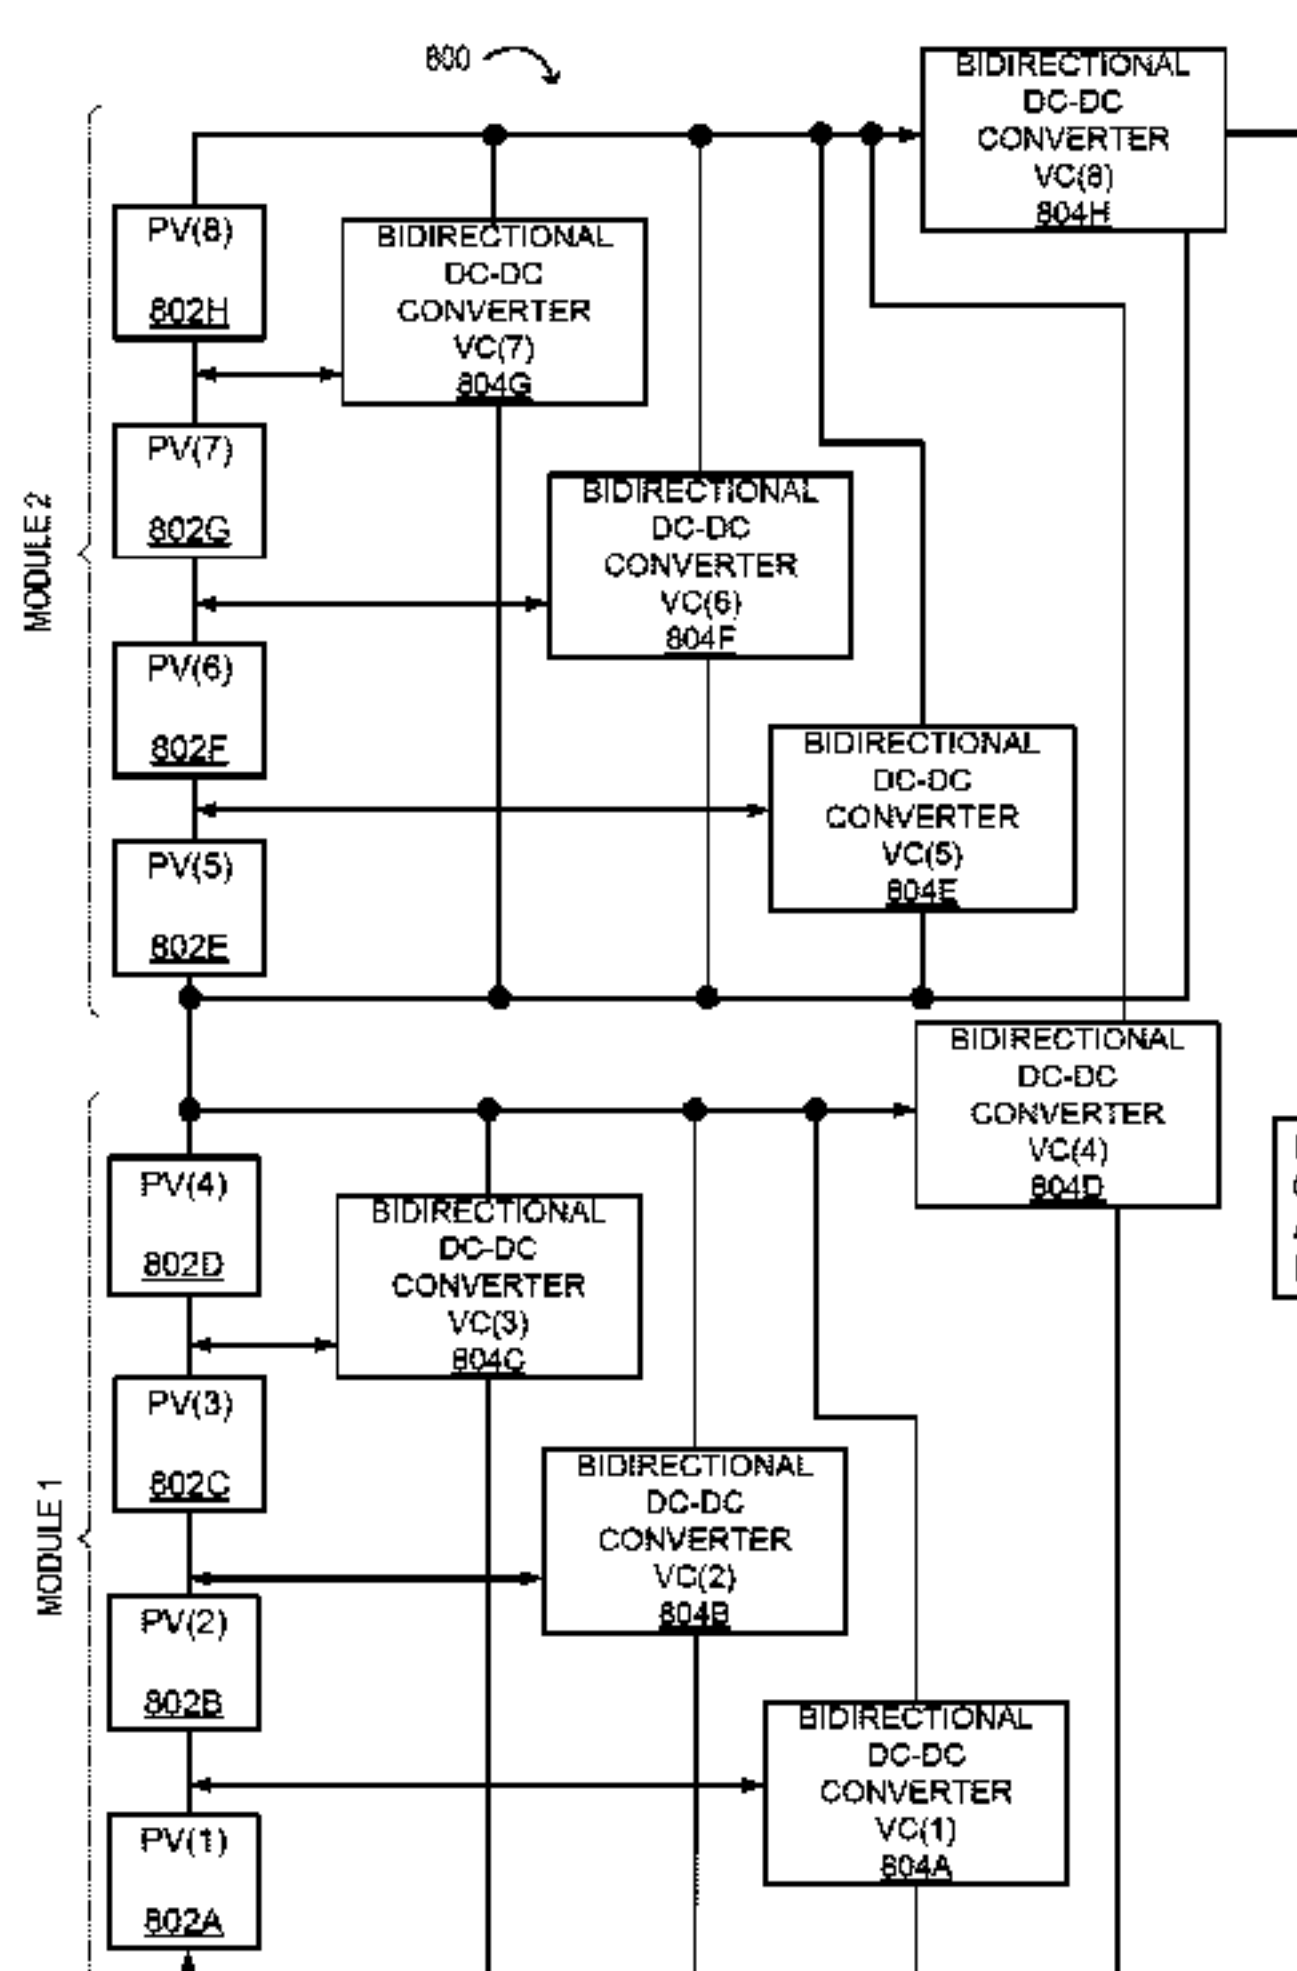 800
BIDIRECTIONAL
DC-DC
CONVERTER
VC(8)
804H
MODULE 2
PV(8)
802H
BIDIRECTIONAL
DC-DC
CONVERTER
VC(7)
804G
PV(7)
802G
BIDIRECTIONAL
DC-DC
CONVERTER
VC(6)
804F
PV(6)
802F
BIDIRECTIONAL
DC-DC
CONVERTER
VC(5)
804E
PV(5)
802E
BIDIRECTIONAL
DC-DC
CONVERTER
VC(4)
804D
MODULE 1
PV(4)
802D
BIDIRECTIONAL
DC-DC
CONVERTER
VC(3)
804C
PV(3)
802C
BIDIRECTIONAL
DC-DC
CONVERTER
VC(2)
804B
PV(2)
802B
BIDIRECTIONAL
DC-DC
CONVERTER
VC(1)
804A
PV(1)
802A